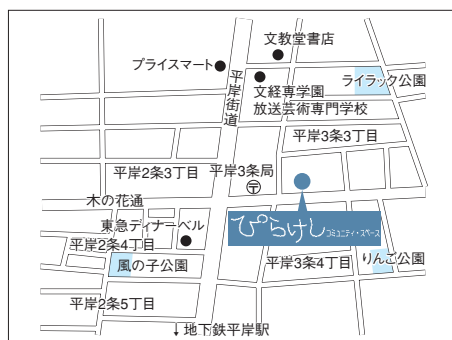 文教堂書店
プライスマート
平岸街道
文経専学園
放送芸術専門学校
ライラック公園
平岸3条3丁目
平岸2条3丁目
平岸3条局
木の花通
東急ディナーベル
ぴらけし コミュニティ・スペース
平岸2条4丁目
風の子公園
平岸3条4丁目
りんご公園
平岸2条5丁目
↓地下鉄平岸駅